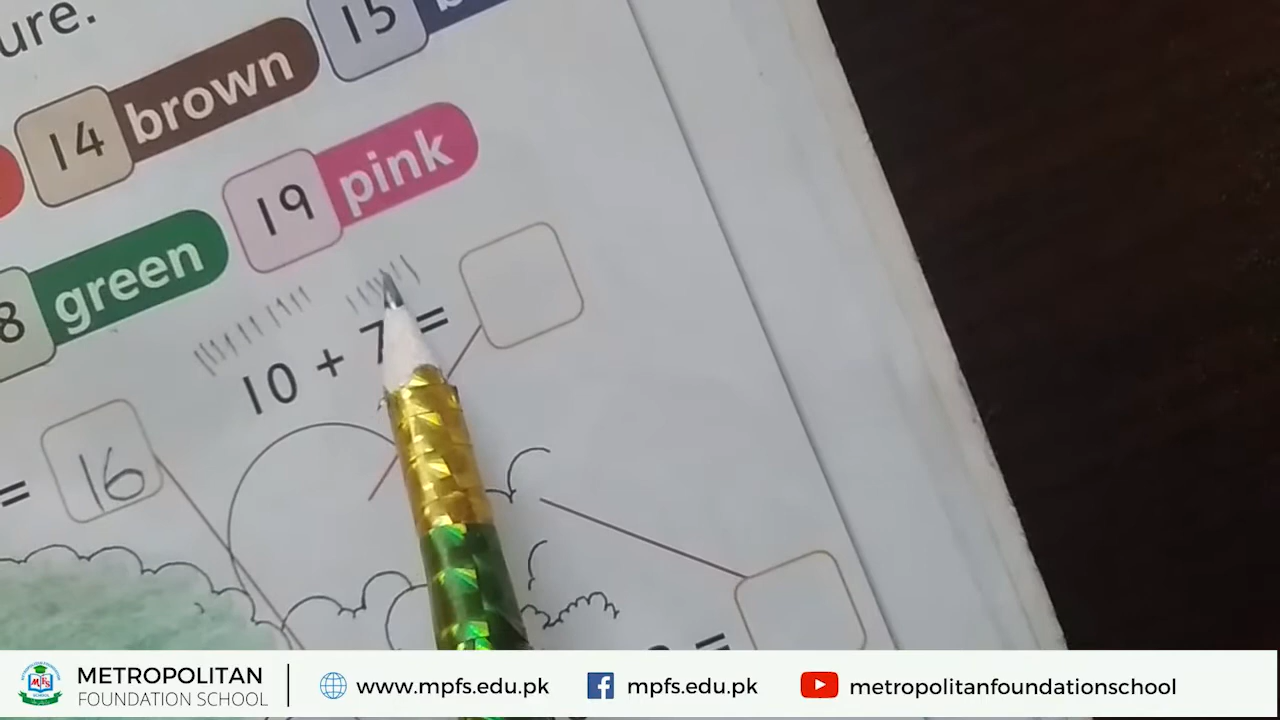 ure.
14 brown 15
19 pink
8 green
10 + 7 =
= 16
=
METROPOLITAN
FOUNDATION SCHOOL
www.mpfs.edu.pk
mpfs.edu.pk
metropolitanfoundationschool